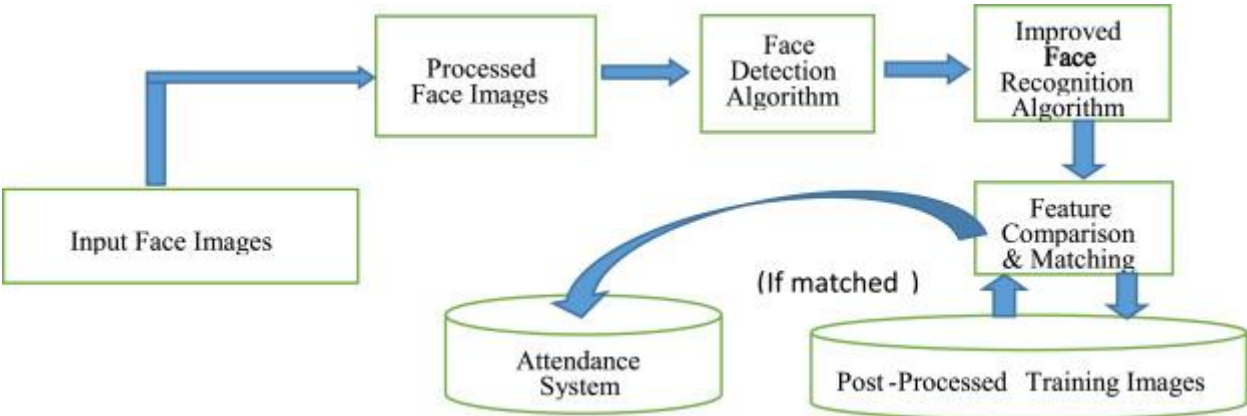 Input Face Images
Processed
Face Images
Face
Detection
Algorithm
Improved
Face
Recognition
Algorithm
Feature
Comparison
& Matching
(If matched )
Attendance
System
Post -Processed Training Images